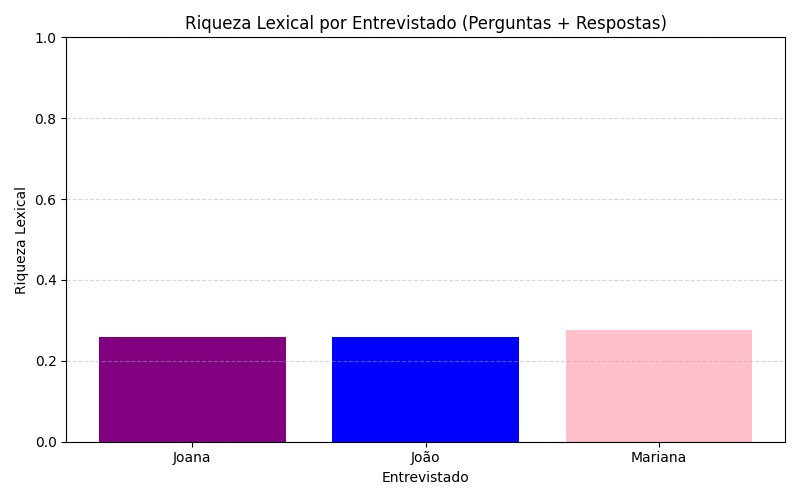 Riqueza Lexical por Entrevistado (Perguntas + Respostas)
1.0
0.8
0.6
0.4
0.2
0.0
Riqueza Lexical
Joana
João
Mariana
Entrevistado